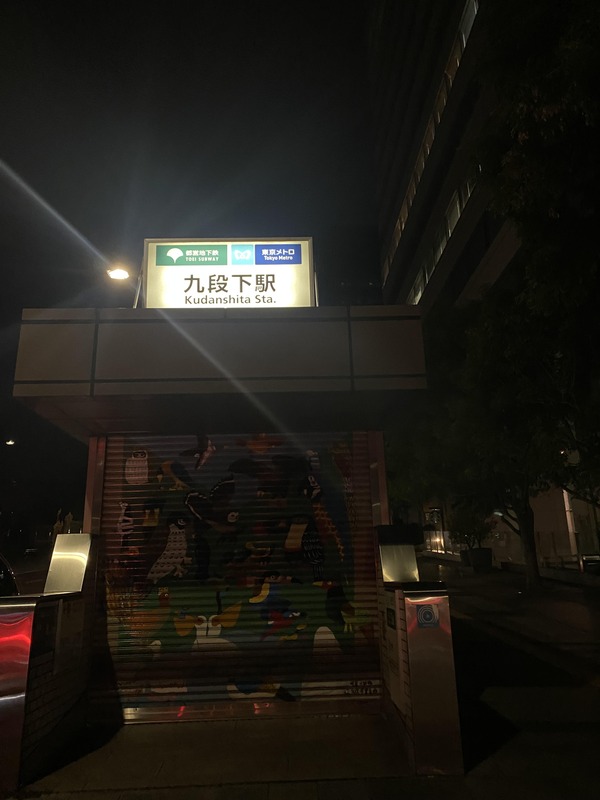 都営地下鉄
TOEI SUBWAY
東京メトロ
Tokyo Metro
九段下駅
Kudanshita Sta.